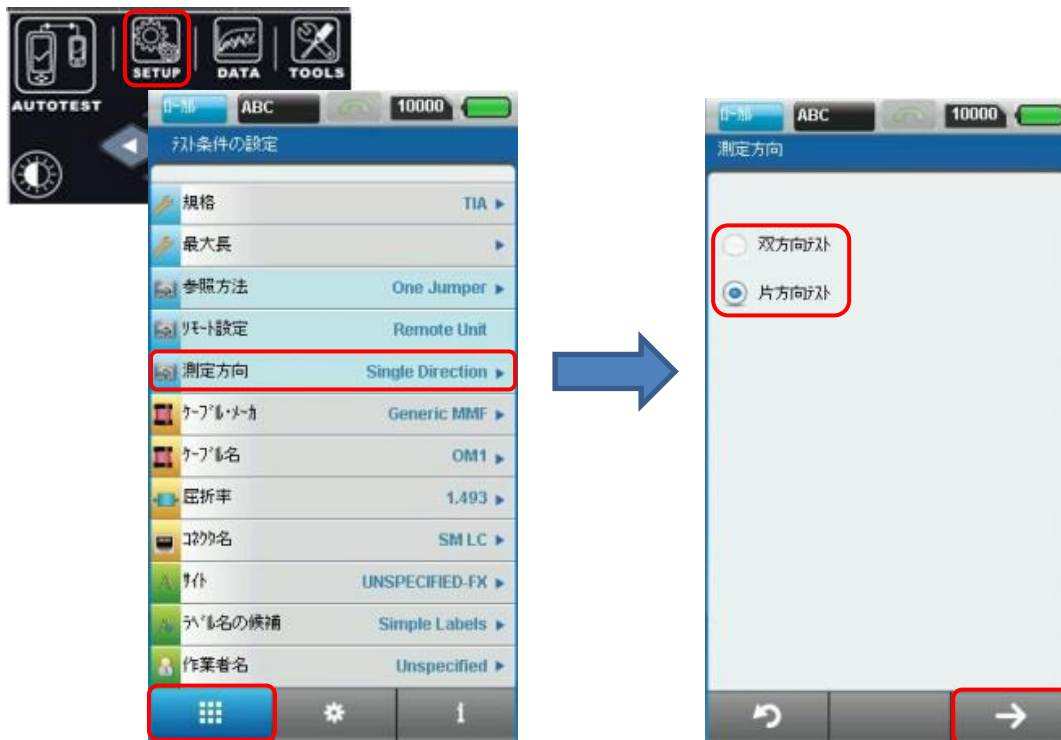 AUTOTEST
SETUP
DATA
TOOLS
ﾛｰｶﾙ ABC 10000
ﾃｽﾄ条件の設定
規格 TIA
最大長
参照方法 One Jumper
ﾘﾓｰﾄ設定 Remote Unit
測定方向 Single Direction
ｹｰﾌﾞﾙ･ﾒｰｶ Generic MMF
ｹｰﾌﾞﾙ名 OM1
屈折率 1.493
ｺﾈｸﾀ名 SM LC
ｻｲﾄ UNSPECIFIED-FX
ﾗﾍﾞﾙ名の候補 Simple Labels
作業者名 Unspecified
i
ﾛｰｶﾙ ABC 10000
測定方向
双方向ﾃｽﾄ
片方向ﾃｽﾄ